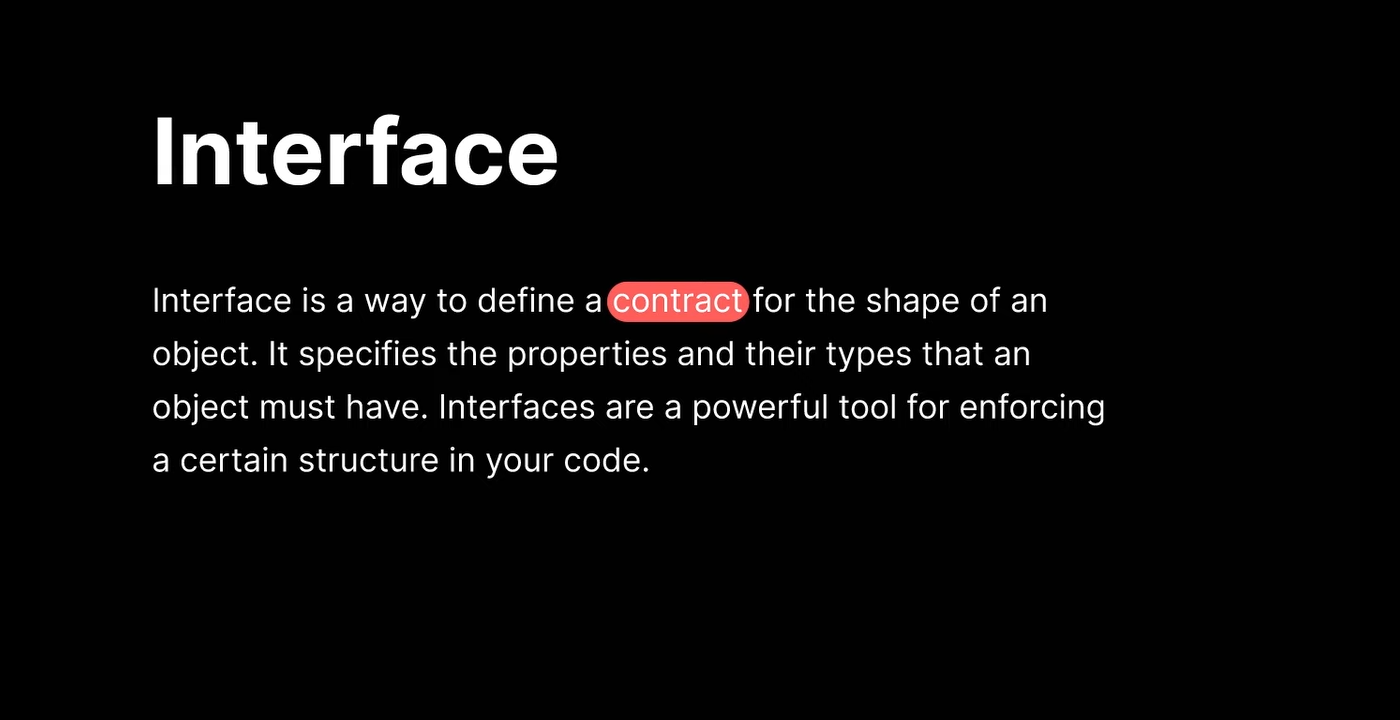 Interface
Interface is a way to define a contract for the shape of an
object. It specifies the properties and their types that an
object must have. Interfaces are a powerful tool for enforcing
a certain structure in your code.